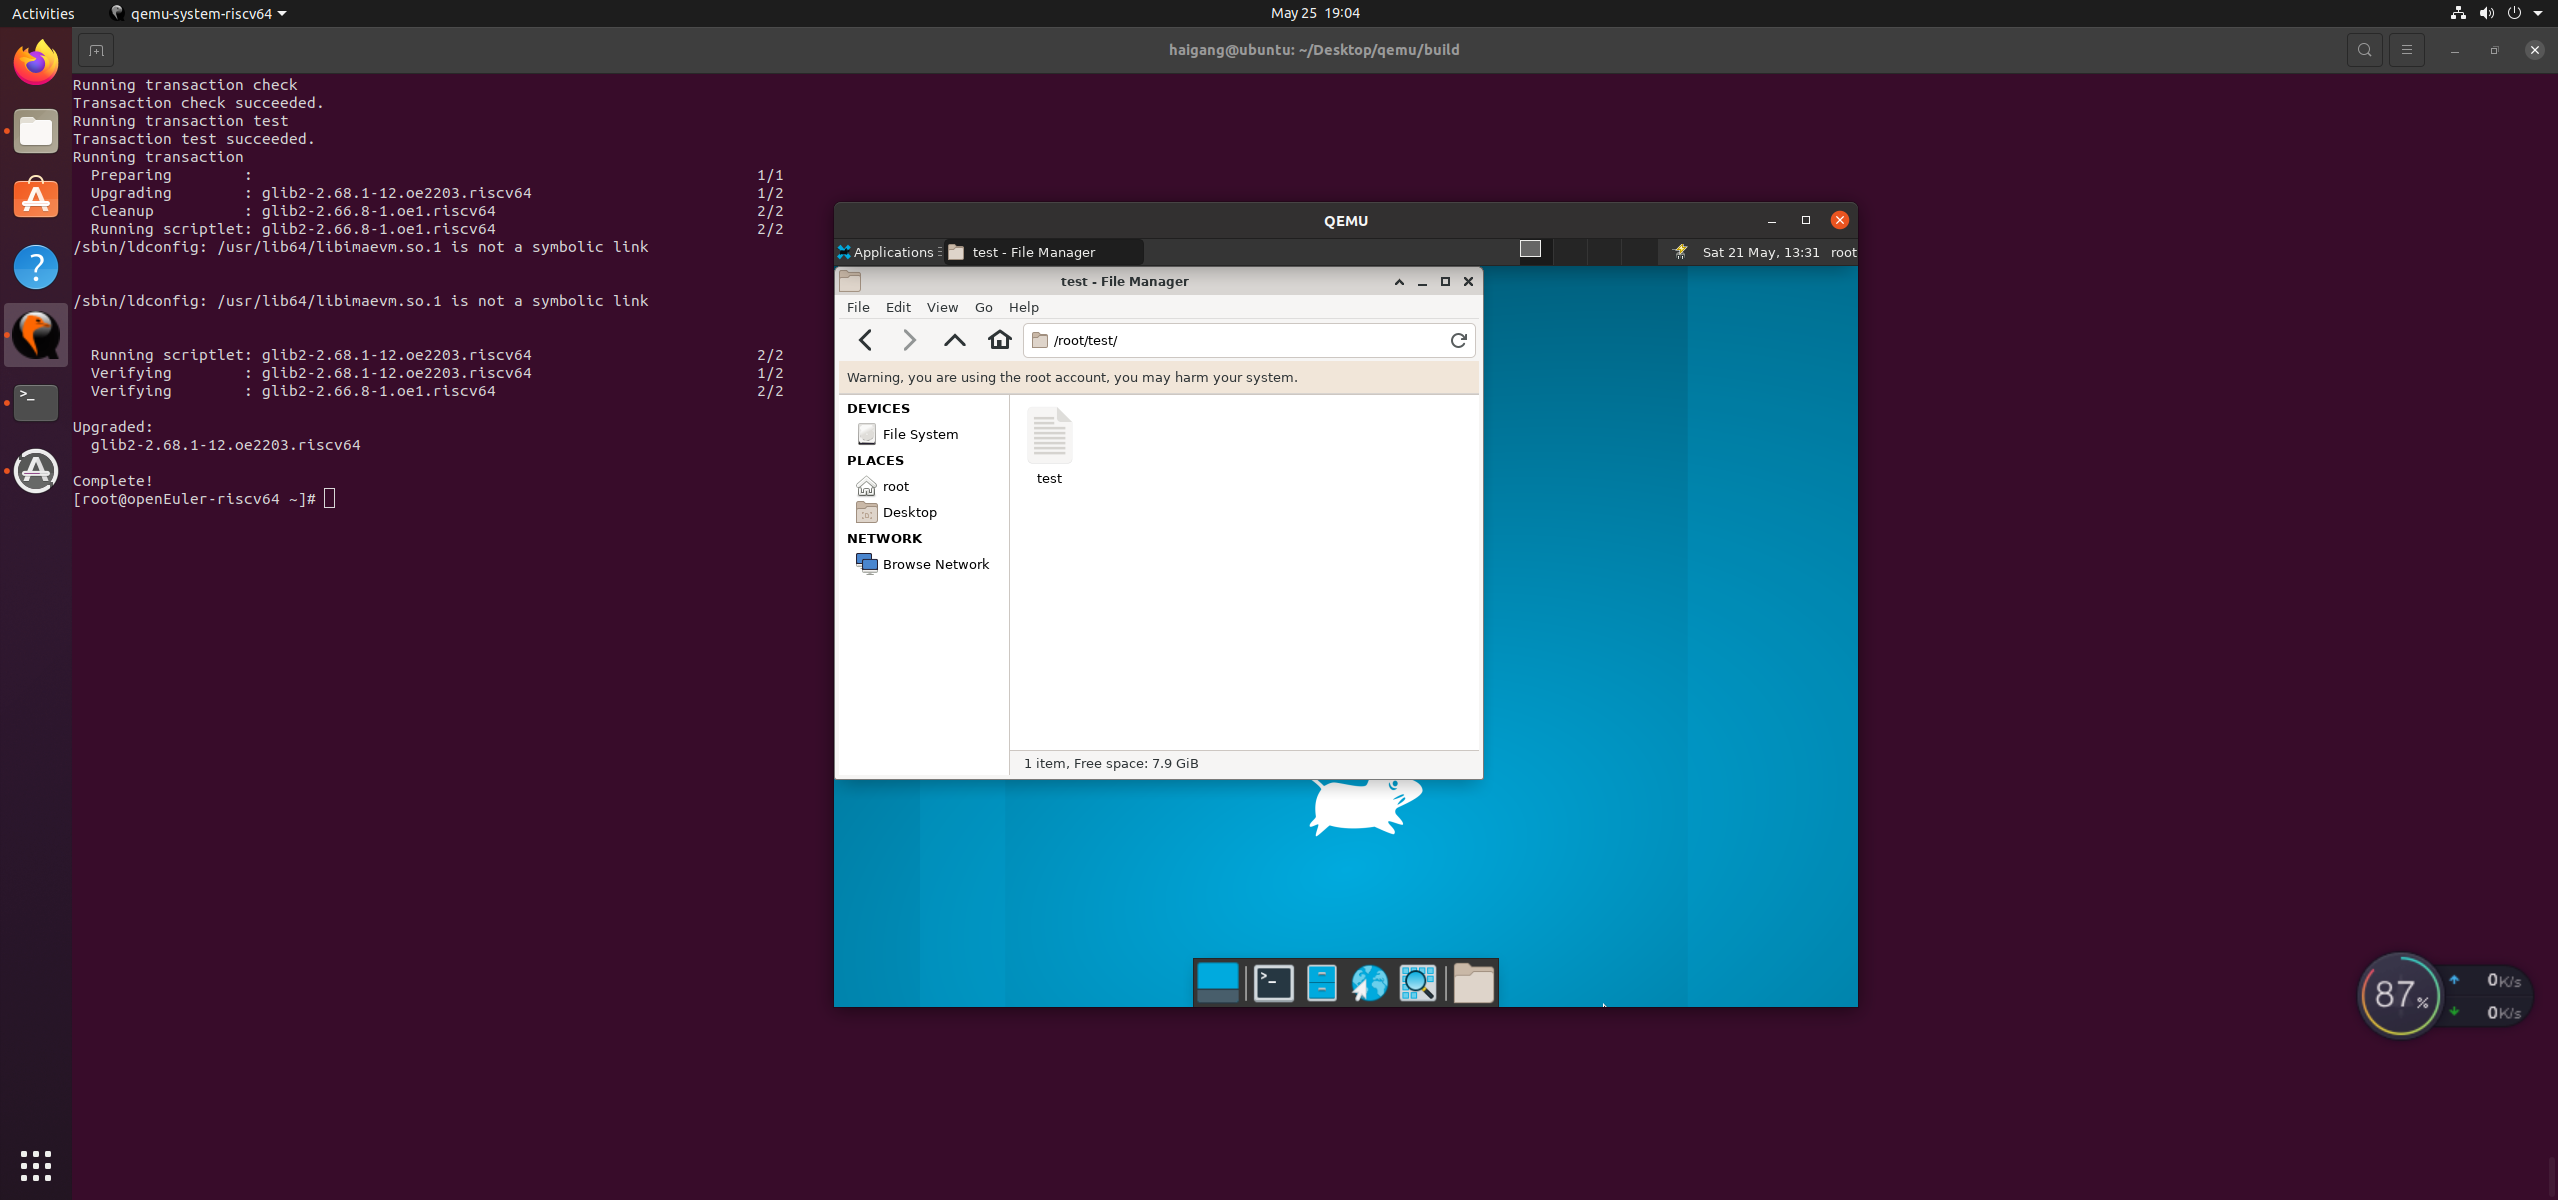 Activities
qemu-system-riscv64
May 25 19:04
haigang@ubuntu: ~/Desktop/qemu/build
Running transaction check
Transaction check succeeded.
Running transaction test
Transaction test succeeded.
Running transaction
Preparing : 1/1
Upgrading : glib2-2.68.1-12.oe2203.riscv64 1/2
Cleanup : glib2-2.66.8-1.oe1.riscv64 2/2
Running scriptlet: glib2-2.66.8-1.oe1.riscv64 2/2
/sbin/ldconfig: /usr/lib64/libimaevm.so.1 is not a symbolic link
/sbin/ldconfig: /usr/lib64/libimaevm.so.1 is not a symbolic link
Running scriptlet: glib2-2.68.1-12.oe2203.riscv64 2/2
Verifying : glib2-2.68.1-12.oe2203.riscv64 1/2
Verifying : glib2-2.66.8-1.oe1.riscv64 2/2
Upgraded:
glib2-2.68.1-12.oe2203.riscv64
Complete!
[root@openEuler-riscv64 ~]#
QEMU
Applications
test - File Manager
Sat 21 May, 13:31
root
test - File Manager
File Edit View Go Help
/root/test/
Warning, you are using the root account, you may harm your system.
DEVICES
File System
PLACES
root
Desktop
NETWORK
Browse Network
test
1 item, Free space: 7.9 GiB
87%
0K/s
0K/s